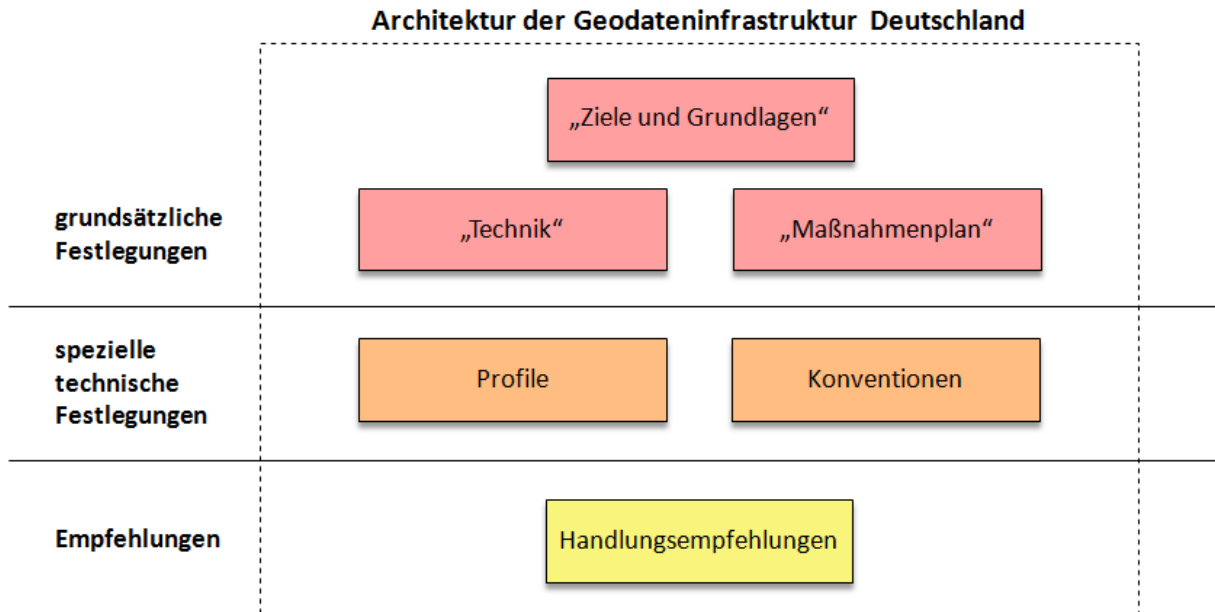 Architektur der Geodateninfrastruktur Deutschland
„Ziele und Grundlagen“
grundsätzliche
Festlegungen
„Technik“
„Maßnahmenplan“
spezielle
technische
Festlegungen
Profile
Konventionen
Empfehlungen
Handlungsempfehlungen